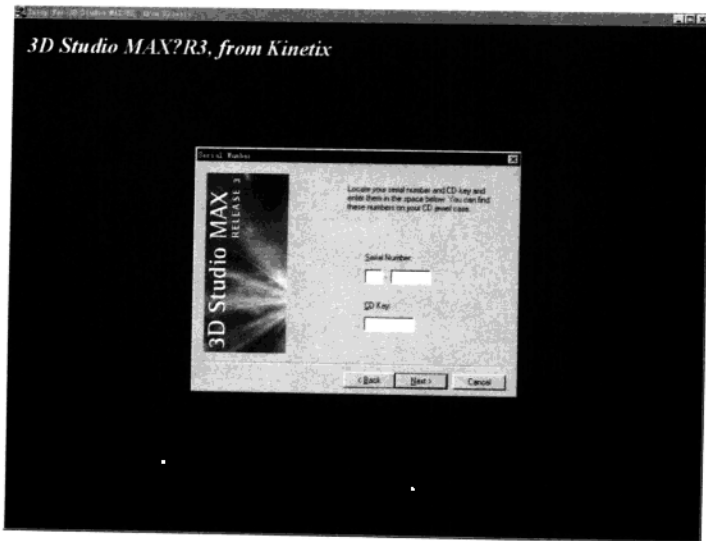 3D Studio MAX?R3, from Kinetix
Serial Number
3D Studio MAX
RELEASE 3
Locate your serial number and CD-key and
enter them in the space below. You can find
these numbers on your CD jewel case.
Serial Number:
-
CD Key:
< Back
Next >
Cancel